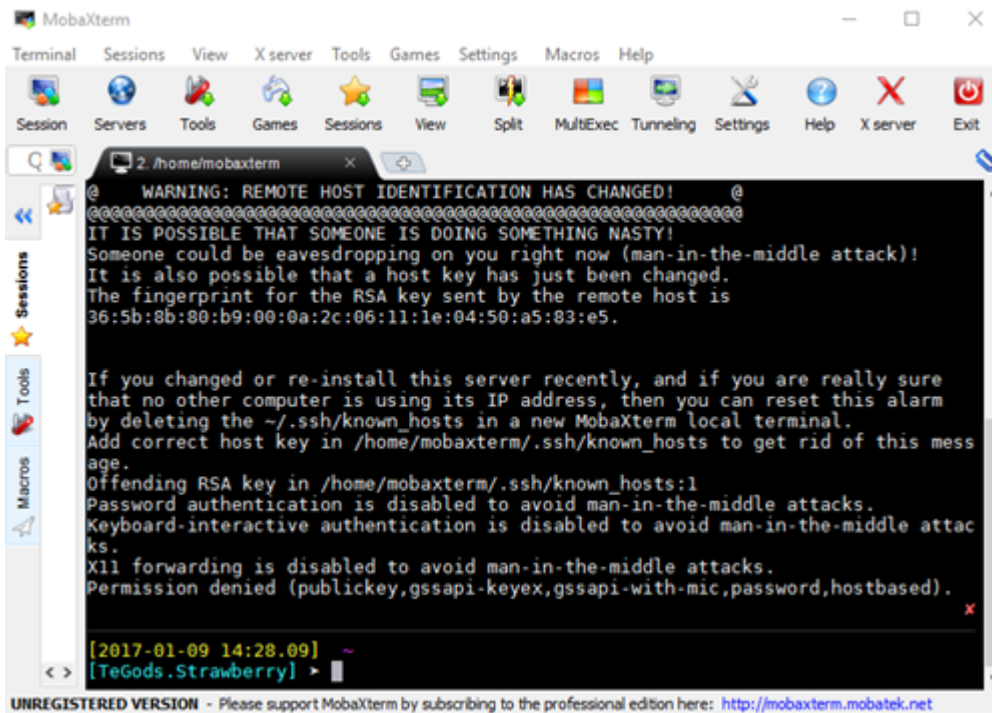 MobaXterm
Terminal Sessions View X server Tools Games Settings Macros Help
Session Servers Tools Games Sessions View Split MultiExec Tunneling Settings Help X server Exit
2. /home/mobaxterm
Sessions
Tools
Macros
@ WARNING: REMOTE HOST IDENTIFICATION HAS CHANGED! @
@@@@@@@@@@@@@@@@@@@@@@@@@@@@@@@@@@@@@@@@@@@@@@@@@@@@@@@@@@@
IT IS POSSIBLE THAT SOMEONE IS DOING SOMETHING NASTY!
Someone could be eavesdropping on you right now (man-in-the-middle attack)!
It is also possible that a host key has just been changed.
The fingerprint for the RSA key sent by the remote host is
36:5b:8b:80:b9:00:0a:2c:06:11:1e:04:50:a5:83:e5.
If you changed or re-install this server recently, and if you are really sure
that no other computer is using its IP address, then you can reset this alarm
by deleting the ~/.ssh/known_hosts in a new MobaXterm local terminal.
Add correct host key in /home/mobaxterm/.ssh/known_hosts to get rid of this mess
age.
Offending RSA key in /home/mobaxterm/.ssh/known_hosts:1
Password authentication is disabled to avoid man-in-the-middle attacks.
Keyboard-interactive authentication is disabled to avoid man-in-the-middle attac
ks.
X11 forwarding is disabled to avoid man-in-the-middle attacks.
Permission denied (publickey,gssapi-keyex,gssapi-with-mic,password,hostbased).
[2017-01-09 14:28.09] ~
[TeGods.Strawberry] ➤
UNREGISTERED VERSION - Please support MobaXterm by subscribing to the professional edition here: http://mobaxterm.mobatek.net